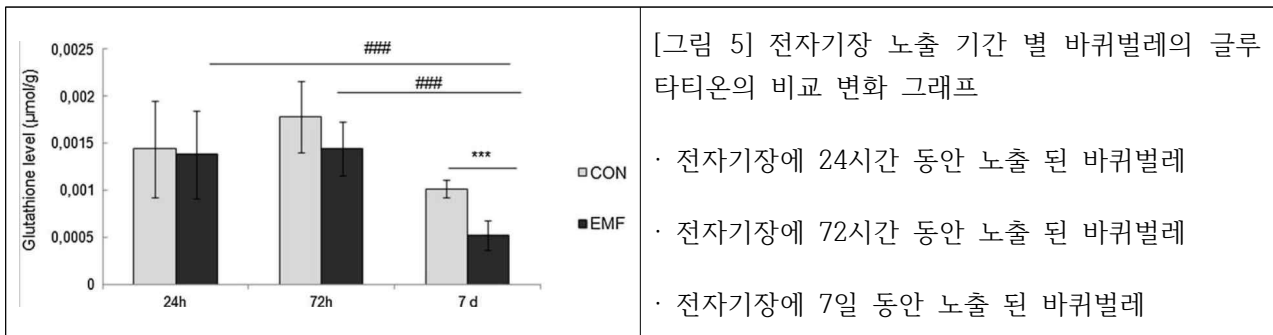 0,0025
0,002
0,0015
0,001
0,0005
0
Glutathione level (µmol/g)
###
###
***
CON
EMF
24h
72h
7 d
[그림 5] 전자기장 노출 기간 별 바퀴벌레의 글루
타티온의 비교 변화 그래프
· 전자기장에 24시간 동안 노출 된 바퀴벌레
· 전자기장에 72시간 동안 노출 된 바퀴벌레
· 전자기장에 7일 동안 노출 된 바퀴벌레